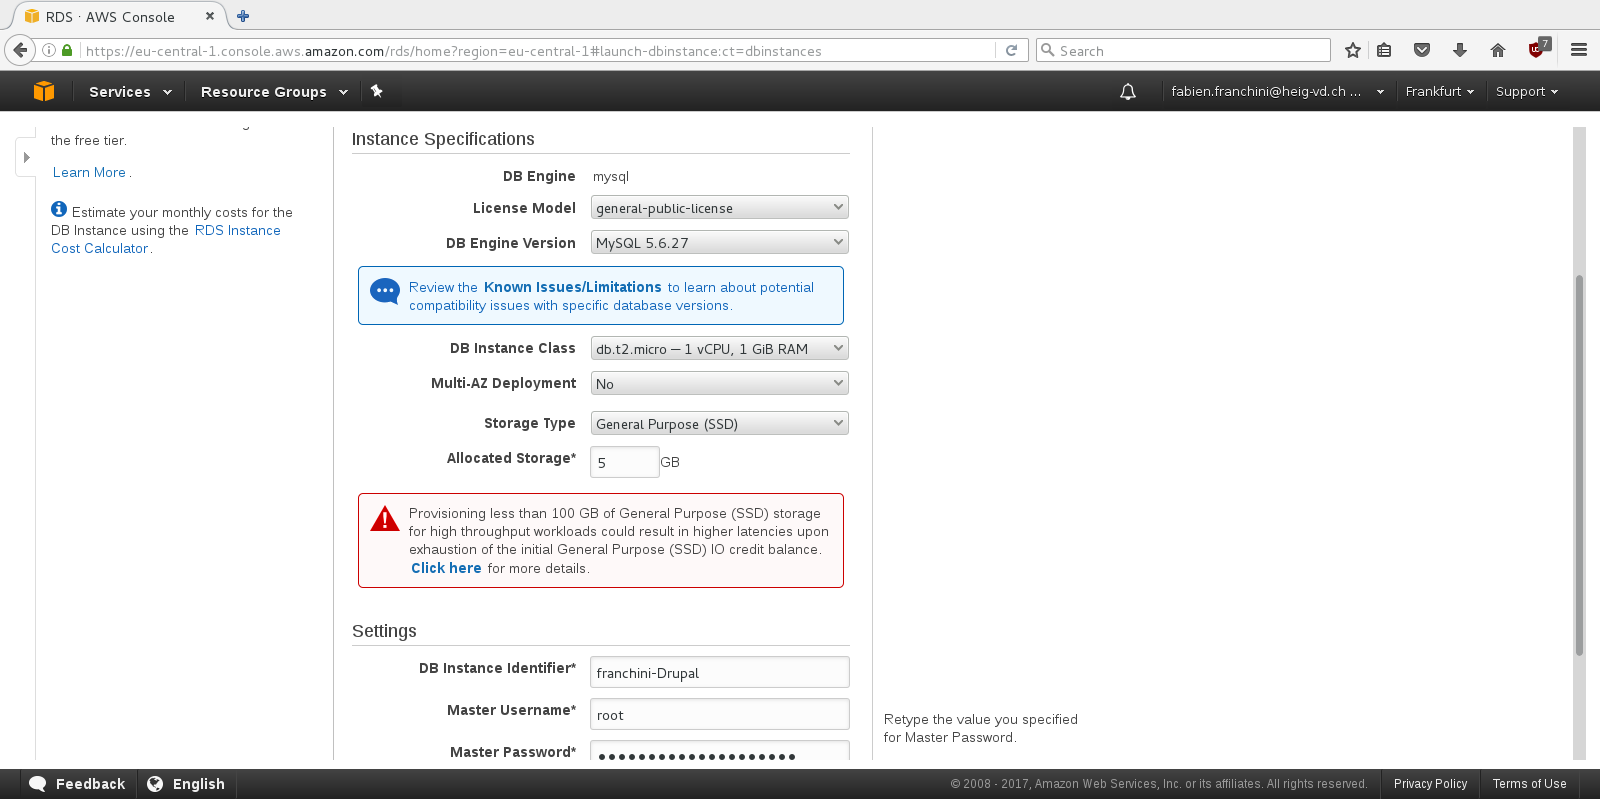 RDS · AWS Console
https://eu-central-1.console.aws.amazon.com/rds/home?region=eu-central-1#launch-dbinstance:ct=dbinstances
Search
7
Services
Resource Groups
fabien.franchini@heig-vd.ch ...
Frankfurt
Support
the free tier.
Learn More.
Estimate your monthly costs for the
DB Instance using the RDS Instance
Cost Calculator.
Instance Specifications
DB Engine mysql
License Model general-public-license
DB Engine Version MySQL 5.6.27
Review the Known Issues/Limitations to learn about potential
compatibility issues with specific database versions.
DB Instance Class db.t2.micro — 1 vCPU, 1 GiB RAM
Multi-AZ Deployment No
Storage Type General Purpose (SSD)
Allocated Storage* 5 GB
Provisioning less than 100 GB of General Purpose (SSD) storage
for high throughput workloads could result in higher latencies upon
exhaustion of the initial General Purpose (SSD) IO credit balance.
Click here for more details.
Settings
DB Instance Identifier* franchini-Drupal
Master Username* root
Master Password* ●●●●●●●●●●●●●●●●●●●●
Retype the value you specified
for Master Password.
Feedback
English
© 2008 - 2017, Amazon Web Services, Inc. or its affiliates. All rights reserved.
Privacy Policy
Terms of Use